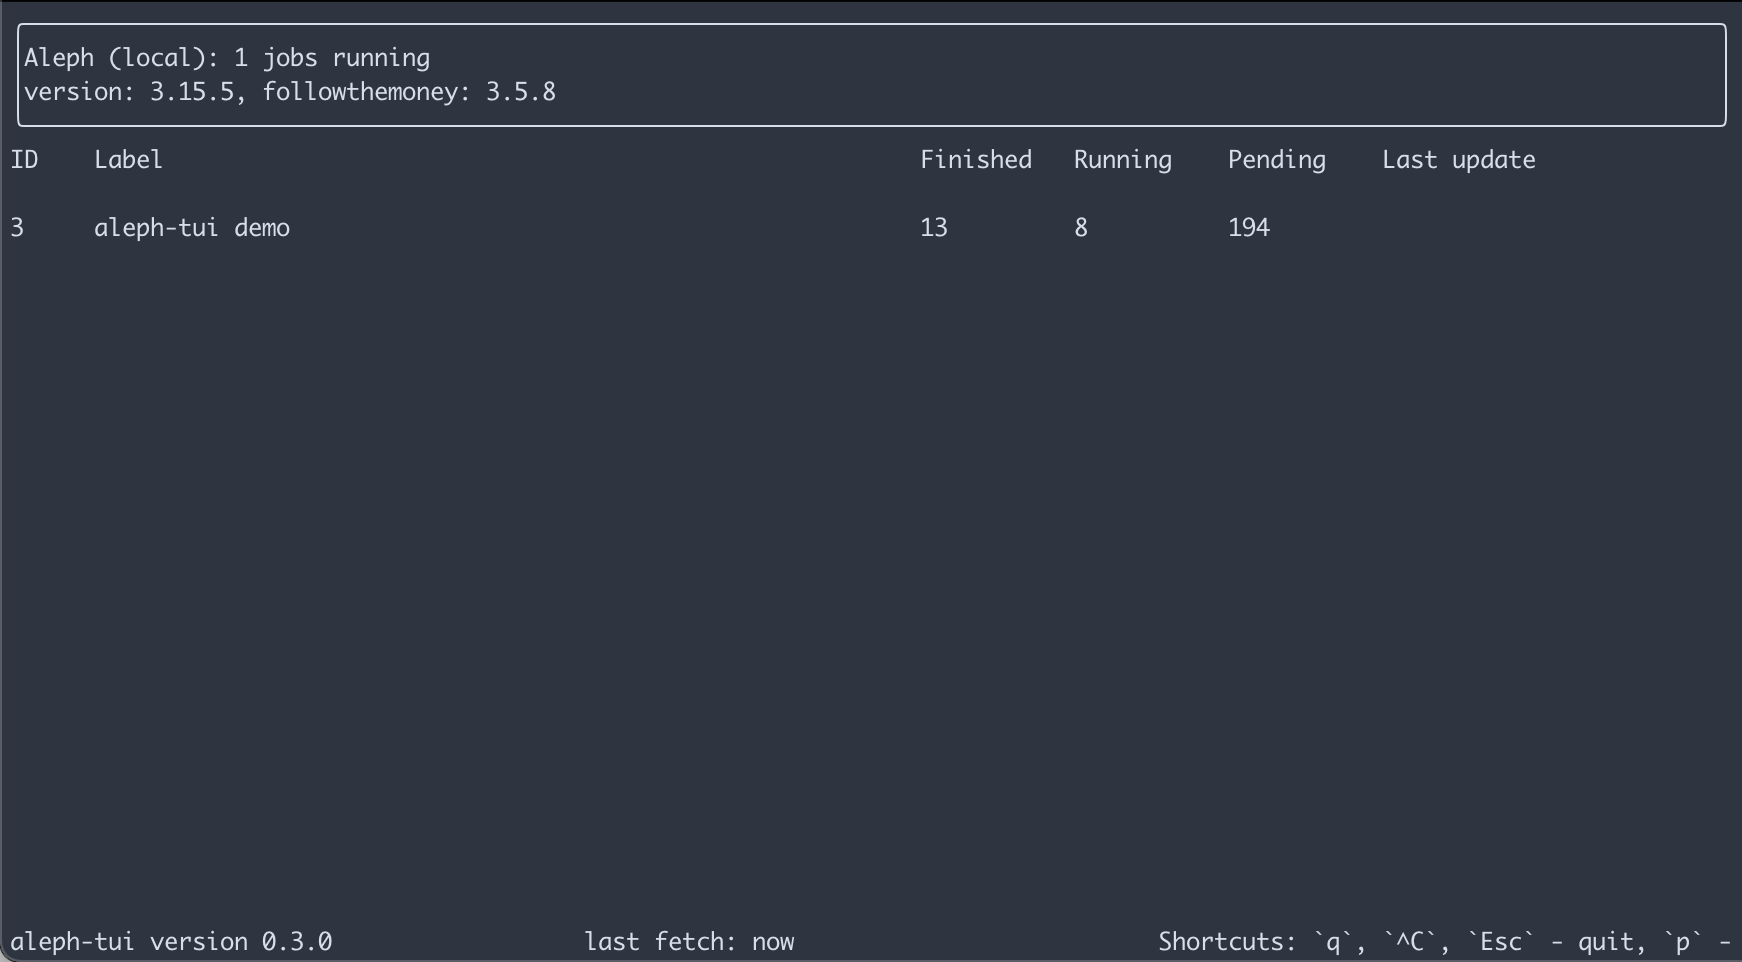 Aleph (local): 1 jobs running
version: 3.15.5, followthemoney: 3.5.8
ID Label Finished Running Pending Last update
3 aleph-tui demo 13 8 194
aleph-tui version 0.3.0 last fetch: now Shortcuts: `q`, `^C`, `Esc` - quit, `p` -